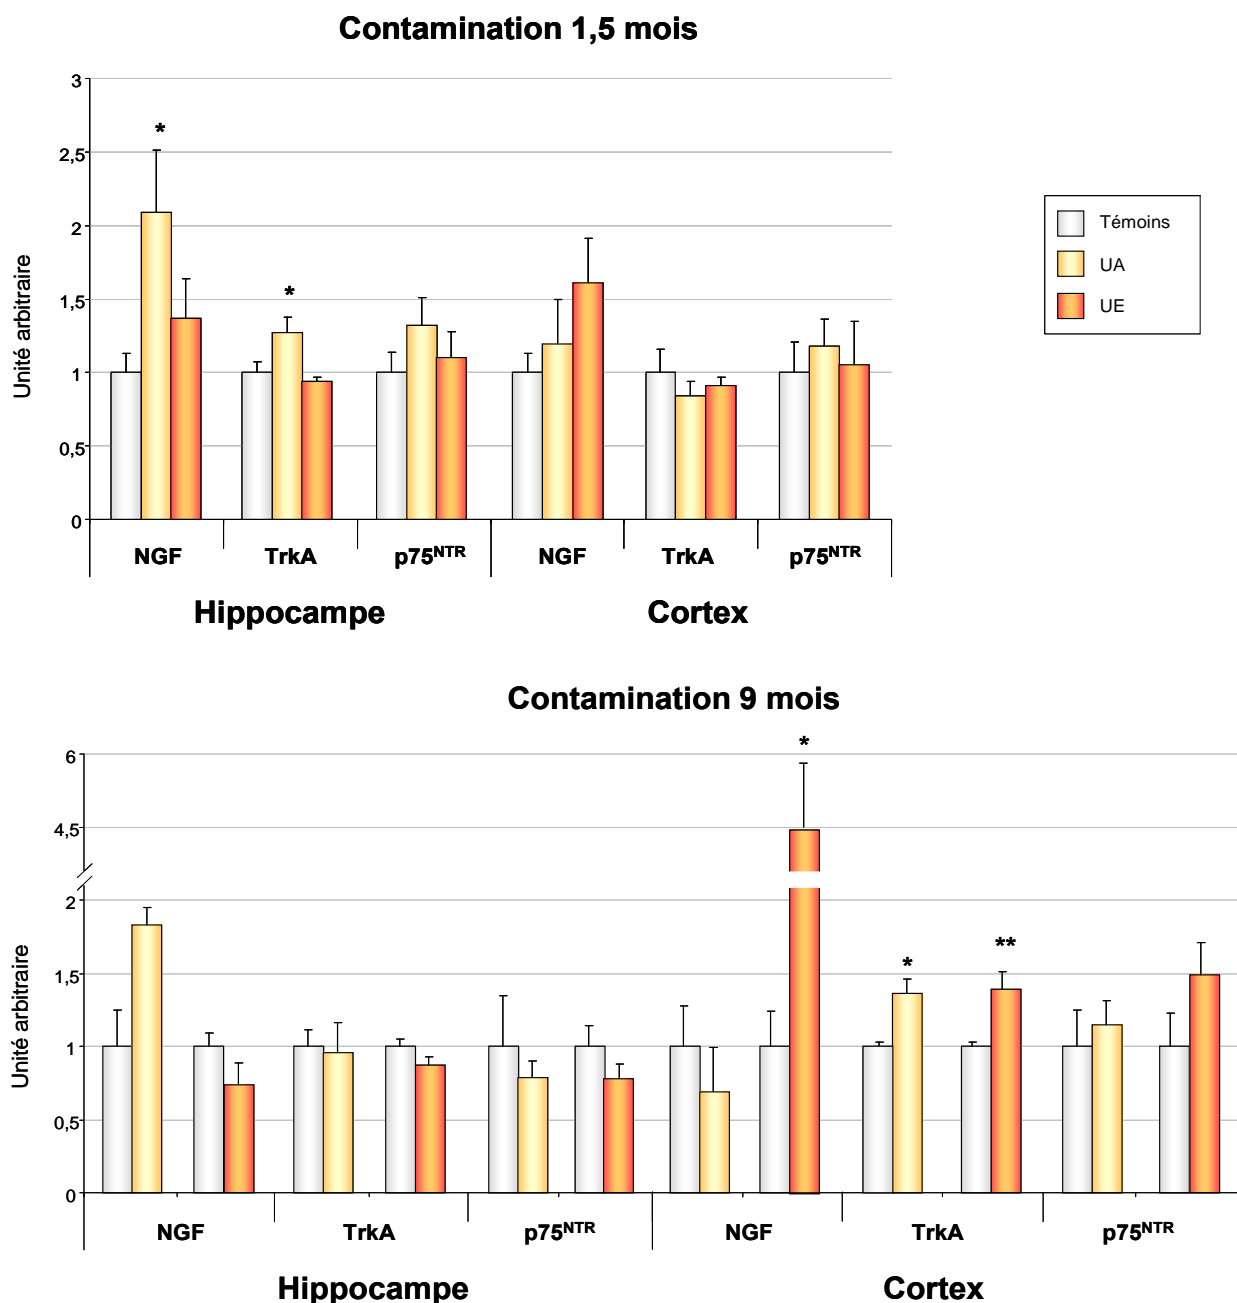 Contamination 1,5 mois
3
2,5
2
1,5
1
0,5
0
Unité arbitraire
*
*
NGF TrkA p75NTR NGF TrkA p75NTR
Hippocampe Cortex
Témoins
UA
UE
Contamination 9 mois
6
4,5
2
1,5
1
0,5
0
Unité arbitraire
*
*
**
NGF TrkA p75NTR NGF TrkA p75NTR
Hippocampe Cortex